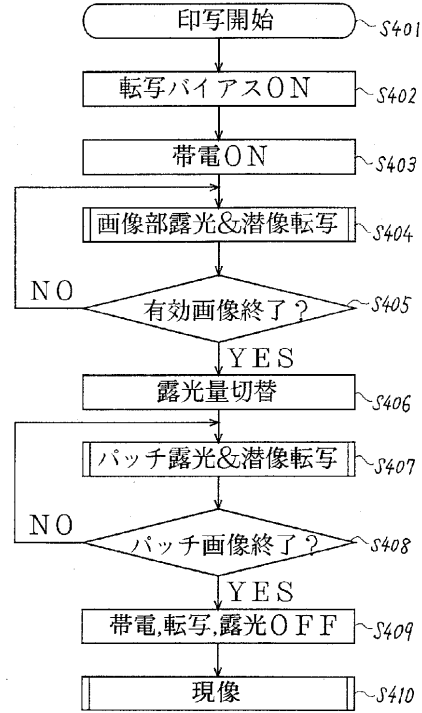 印写開始 S401
転写バイアスON S402
帯電ON S403
画像部露光&潜像転写 S404
有効画像終了? S405
NO
YES
露光量切替 S406
パッチ露光&潜像転写 S407
パッチ画像終了? S408
NO
YES
帯電,転写,露光OFF S409
現像 S410